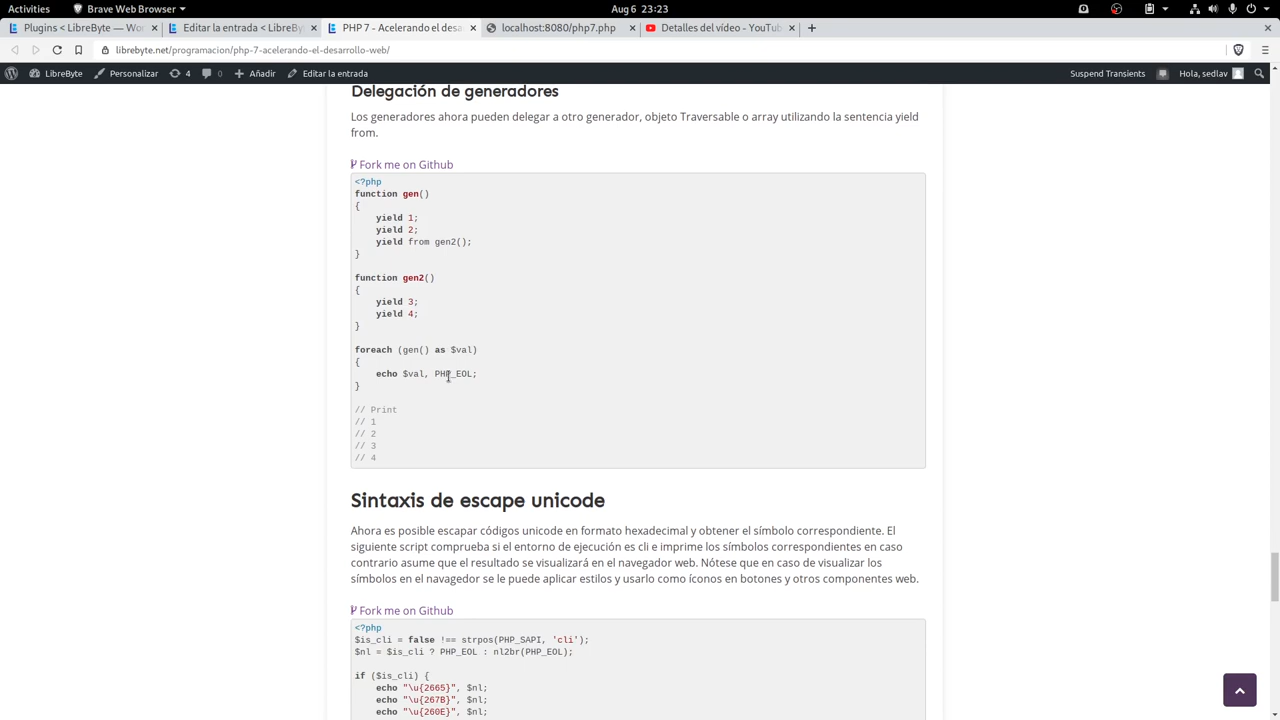 Activities
Brave Web Browser
Aug 6 23:23
Plugins < LibreByte — Wo
Editar la entrada < LibreBy
PHP 7 - Acelerando el desa
localhost:8080/php7.php
Detalles del vídeo - YouTu
librebyte.net/programacion/php-7-acelerando-el-desarrollo-web/
LibreByte
Personalizar
4
0
Añadir
Editar la entrada
Suspend Transients
Hola, sedlav
Delegación de generadores
Los generadores ahora pueden delegar a otro generador, objeto Traversable o array utilizando la sentencia yield
from.
Fork me on Github
<?php
function gen()
{
    yield 1;
    yield 2;
    yield from gen2();
}
function gen2()
{
    yield 3;
    yield 4;
}
foreach (gen() as $val)
{
    echo $val, PHP_EOL;
}
// Print
// 1
// 2
// 3
// 4
Sintaxis de escape unicode
Ahora es posible escapar códigos unicode en formato hexadecimal y obtener el símbolo correspondiente. El
siguiente script comprueba si el entorno de ejecución es cli e imprime los símbolos correspondientes en caso
contrario asume que el resultado se visualizará en el navegador web. Nótese que en caso de visualizar los
símbolos en el navagedor se le puede aplicar estilos y usarlo como íconos en botones y otros componentes web.
Fork me on Github
<?php
$is_cli = false !== strpos(PHP_SAPI, 'cli');
$nl = $is_cli ? PHP_EOL : nl2br(PHP_EOL);
if ($is_cli) {
    echo "\u{2665}", $nl;
    echo "\u{267B}", $nl;
    echo "\u{260E}", $nl;